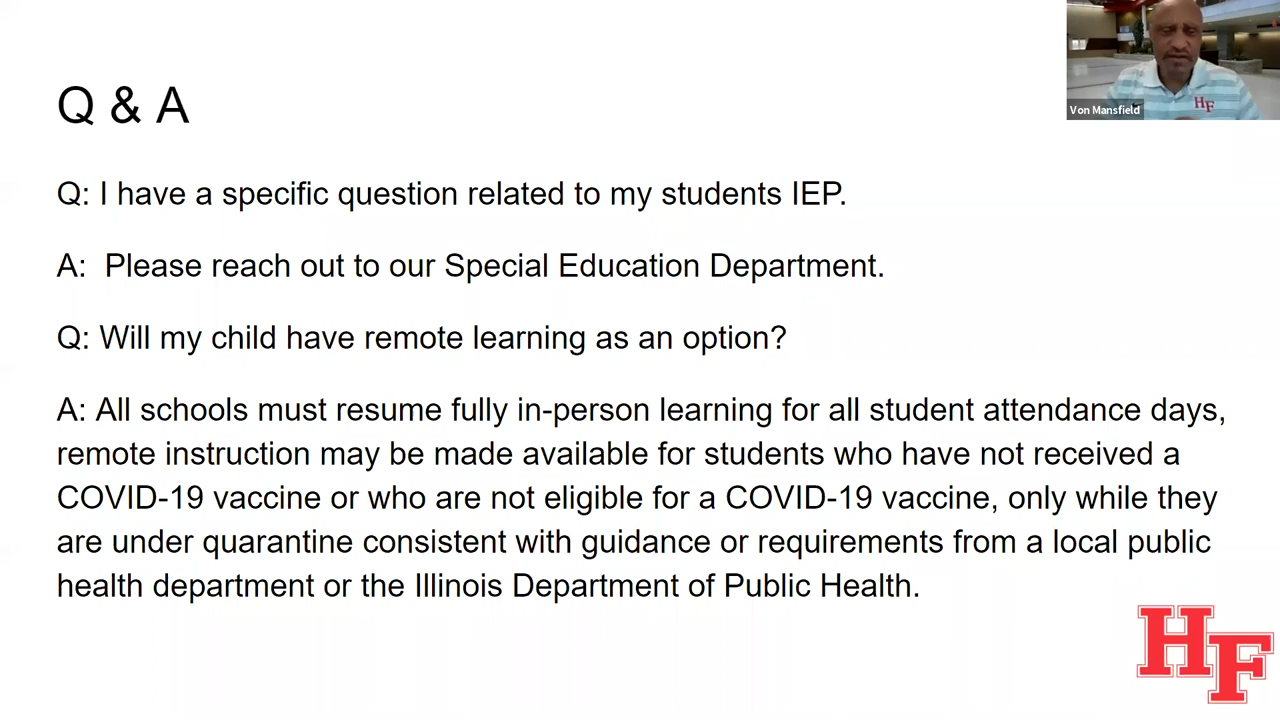 HF
Von Mansfield
Q & A
Q: I have a specific question related to my students IEP.
A:  Please reach out to our Special Education Department.
Q: Will my child have remote learning as an option?
A: All schools must resume fully in-person learning for all student attendance days,
remote instruction may be made available for students who have not received a
COVID-19 vaccine or who are not eligible for a COVID-19 vaccine, only while they
are under quarantine consistent with guidance or requirements from a local public
health department or the Illinois Department of Public Health.
HF